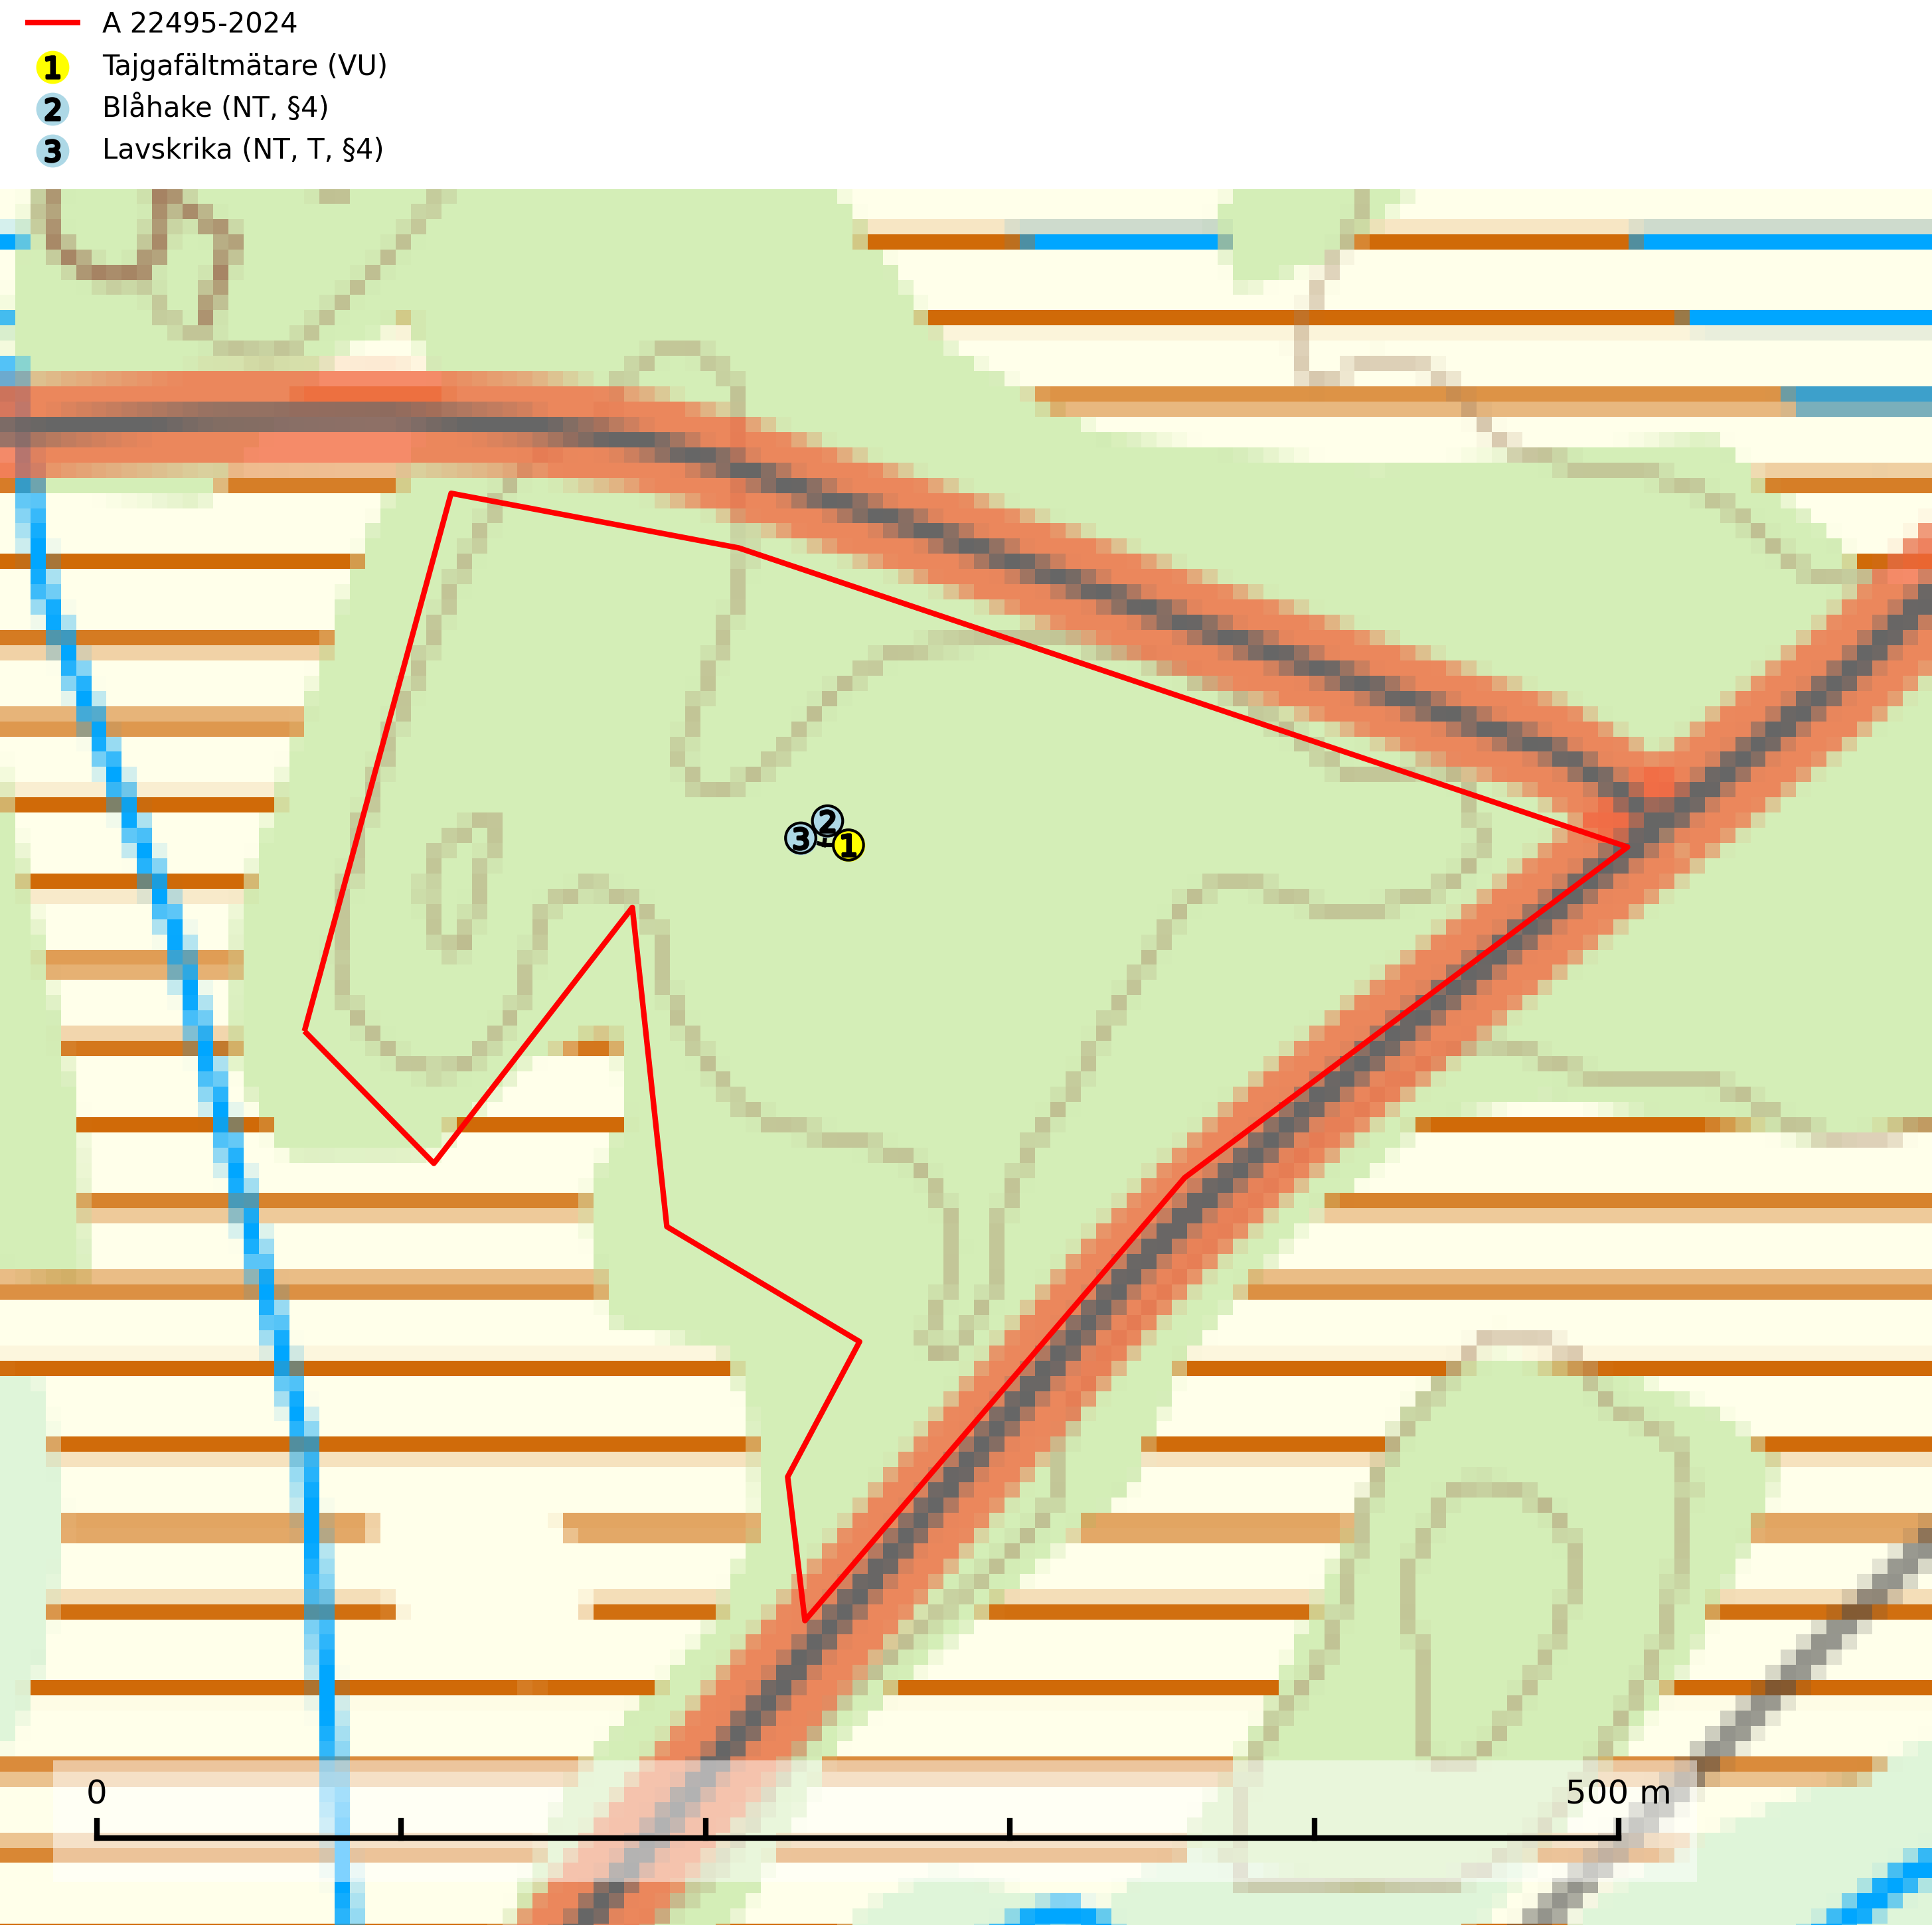 A 22495-2024
1 Tajgafältmätare (VU)
2 Blåhake (NT, §4)
3 Lavskrika (NT, T, §4)
2
3 1
0 500 m